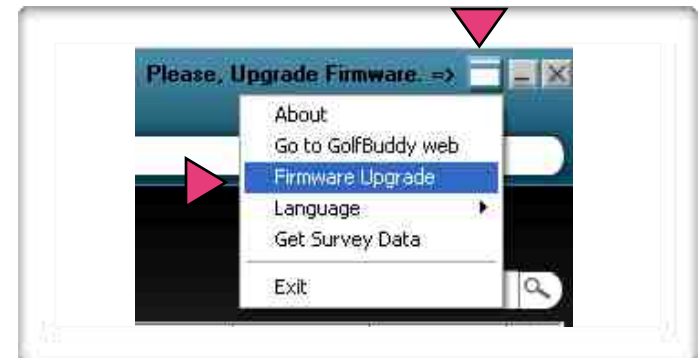 Please, Upgrade Firmware. =>
About
Go to GolfBuddy web
Firmware Upgrade
Language
Get Survey Data
Exit